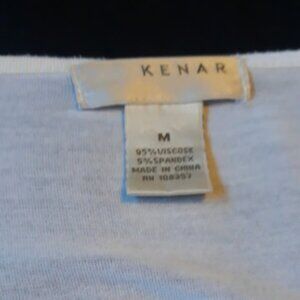 KENAR
M
95% VISCOSE
5% SPANDEX
MADE IN CHINA
RN 108357